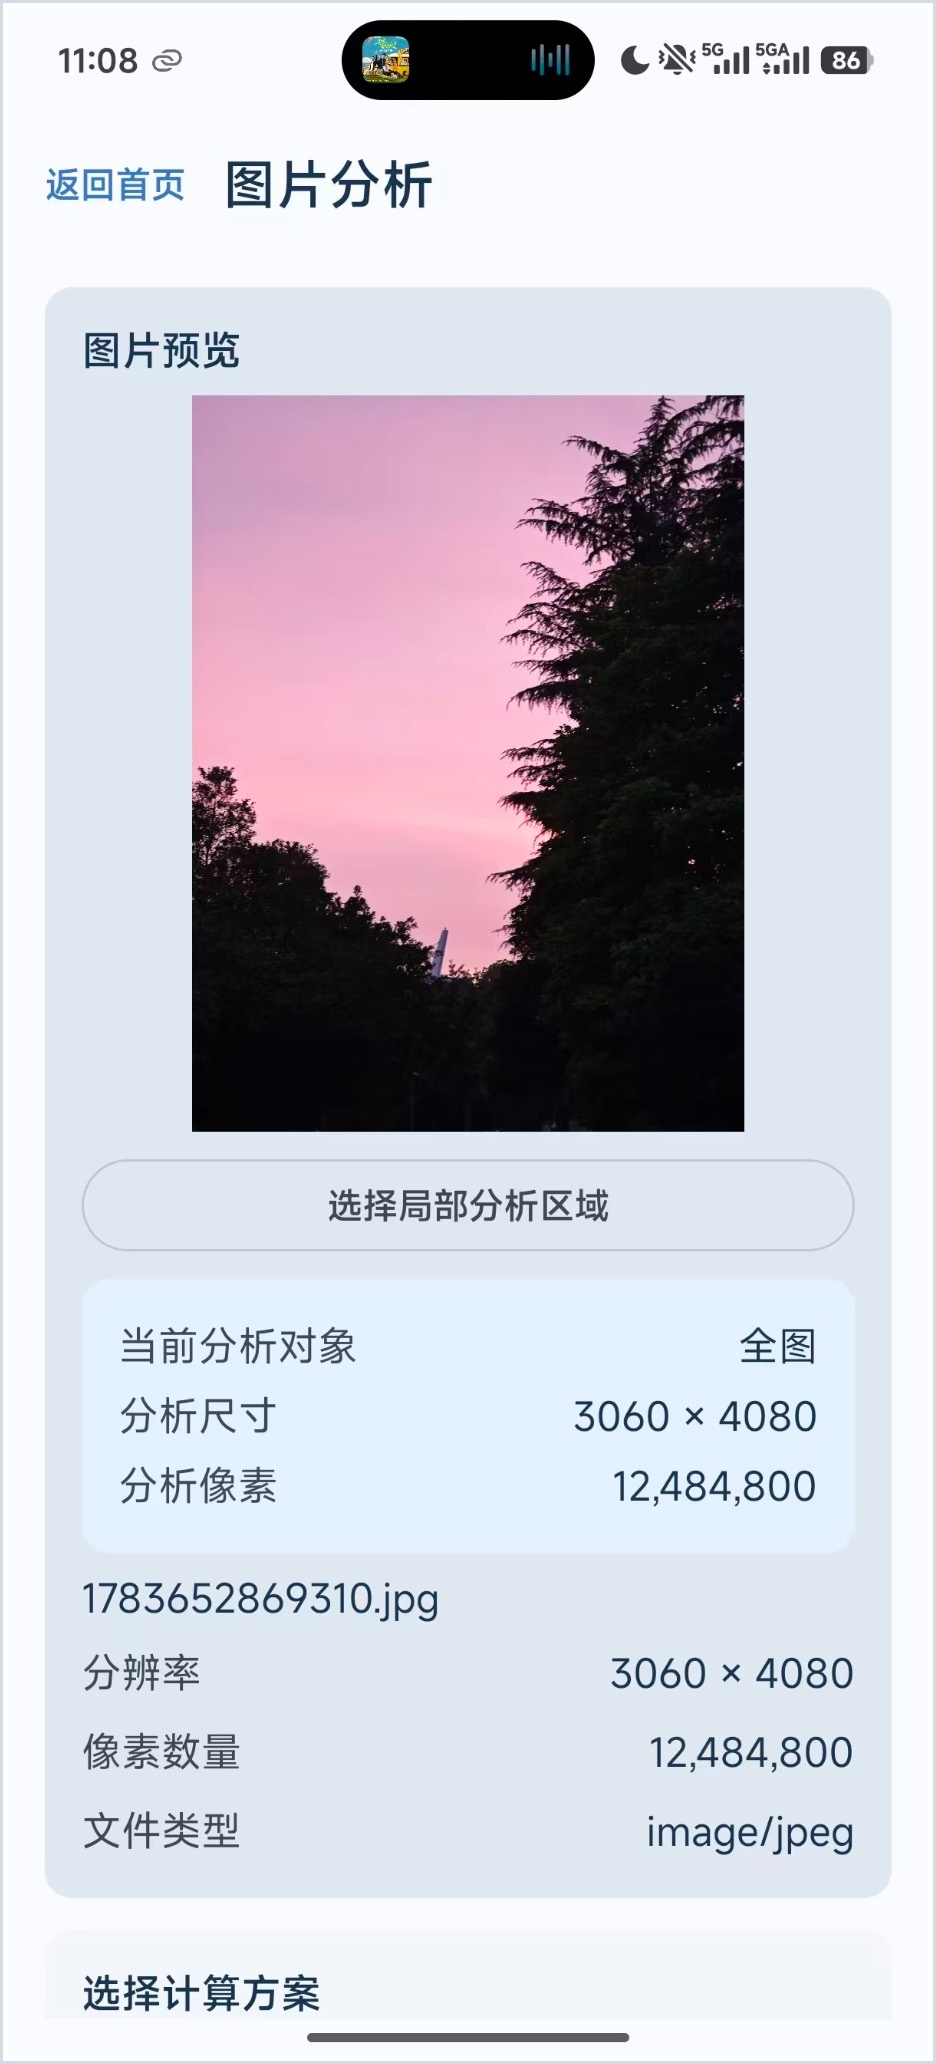 11:08 5G 5GA 86
返回首页 图片分析
图片预览
选择局部分析区域
当前分析对象 全图
分析尺寸 3060 × 4080
分析像素 12,484,800
1783652869310.jpg
分辨率 3060 × 4080
像素数量 12,484,800
文件类型 image/jpeg
选择计算方案